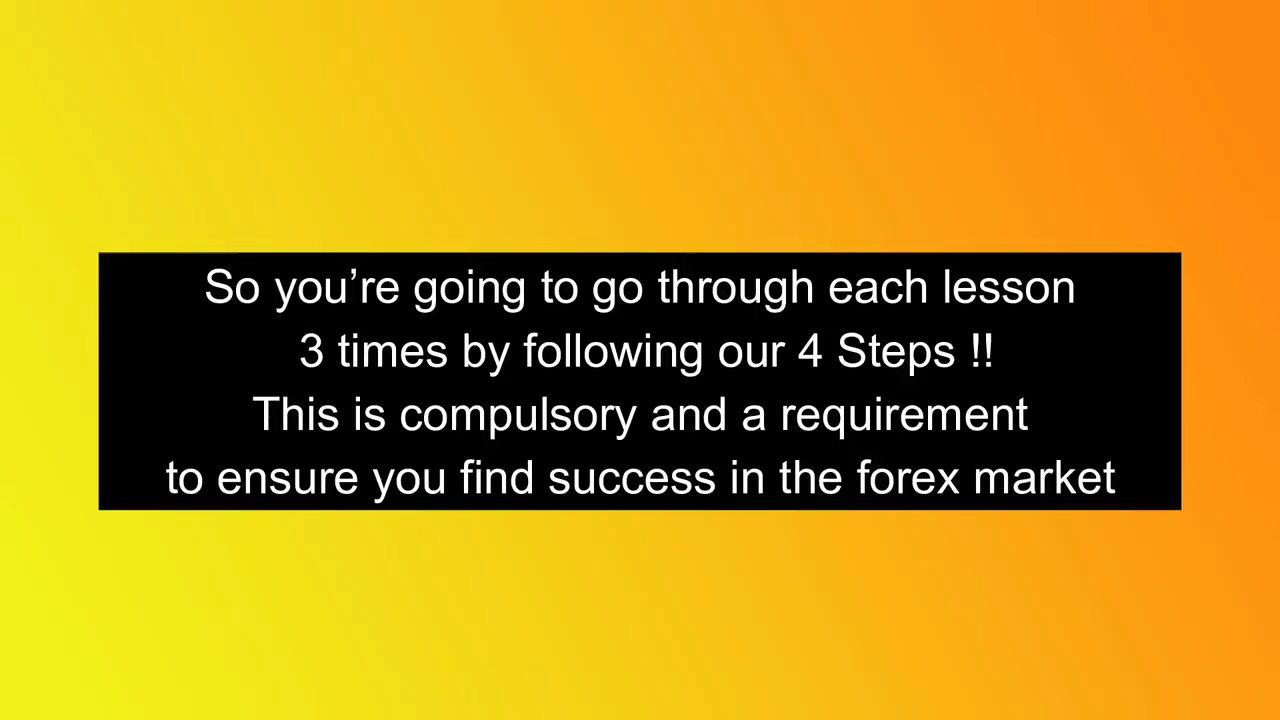 So you’re going to go through each lesson
3 times by following our 4 Steps !!
This is compulsory and a requirement
to ensure you find success in the forex market